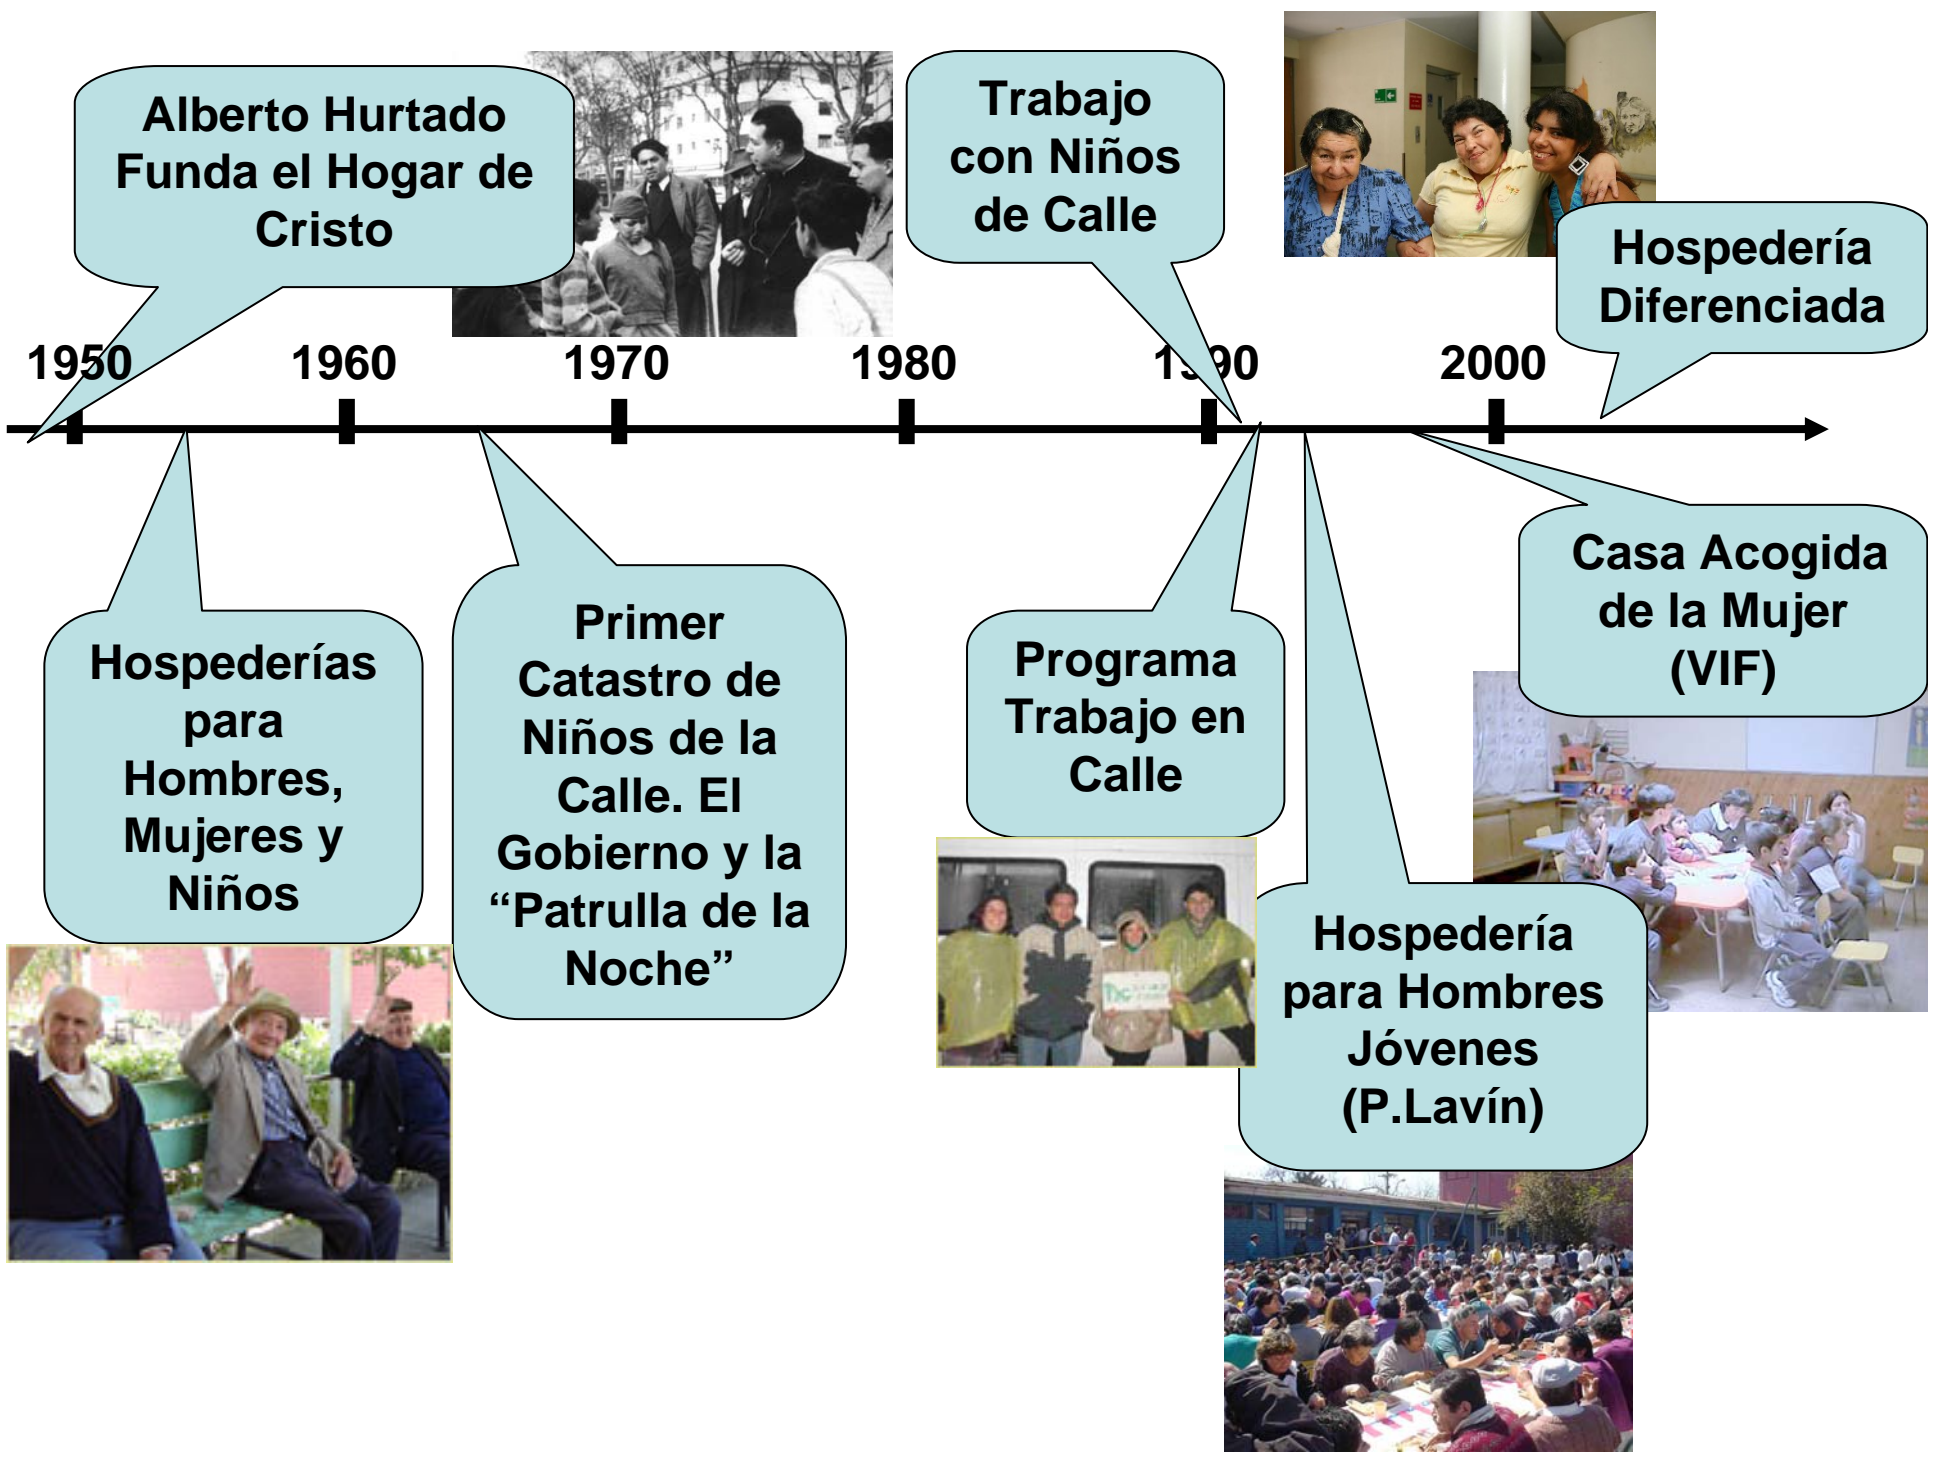 Alberto Hurtado
Funda el Hogar de
Cristo
Trabajo
con Niños
de Calle
Hospedería
Diferenciada
1950
1960
1970
1980
1990
2000
Hospederías
para
Hombres,
Mujeres y
Niños
Primer
Catastro de
Niños de la
Calle. El
Gobierno y la
“Patrulla de la
Noche”
Programa
Trabajo en
Calle
Hospedería
para Hombres
Jóvenes
(P.Lavín)
Casa Acogida
de la Mujer
(VIF)